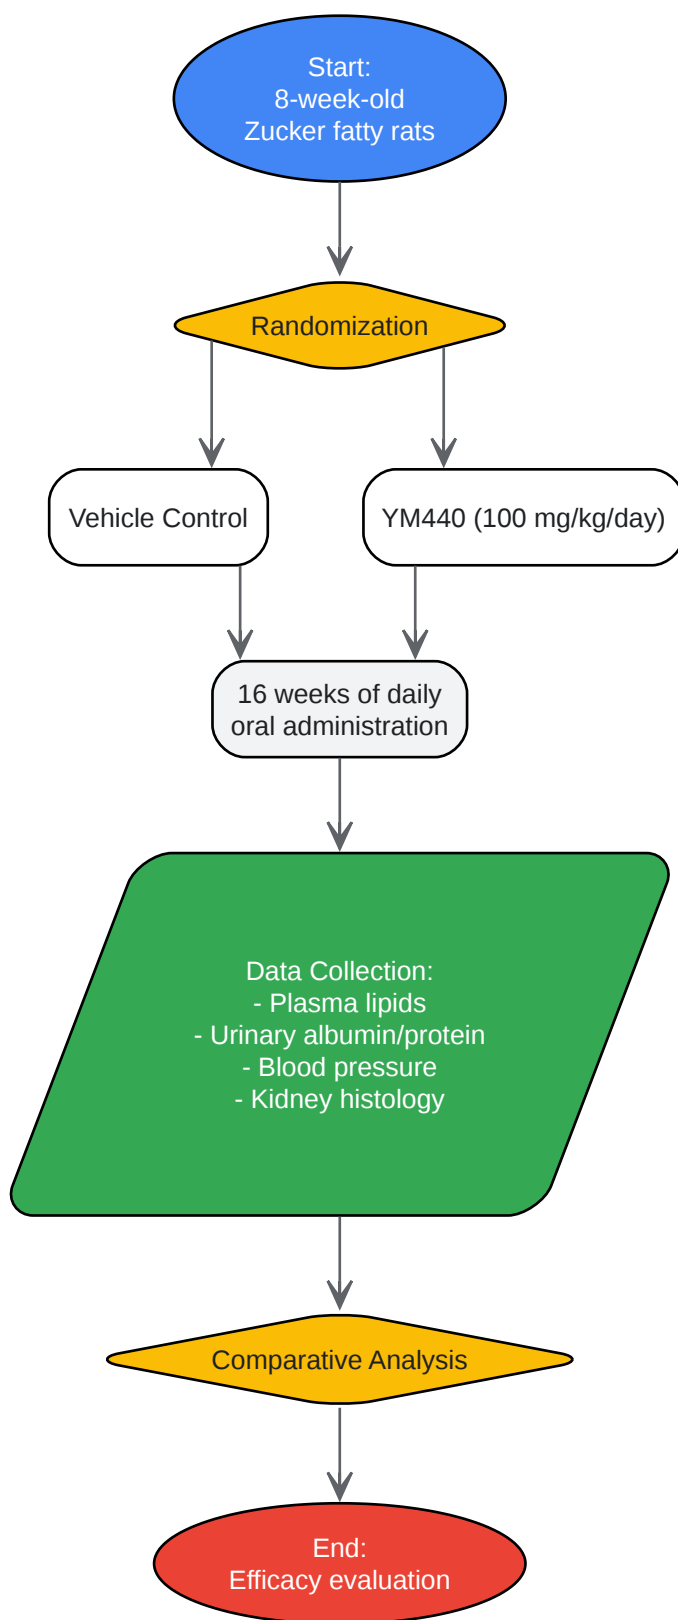 Start:
8-week-old
Zucker fatty rats
Randomization
Vehicle Control
YM440 (100 mg/kg/day)
16 weeks of daily
oral administration
Data Collection:
- Plasma lipids
- Urinary albumin/protein
- Blood pressure
- Kidney histology
Comparative Analysis
End:
Efficacy evaluation